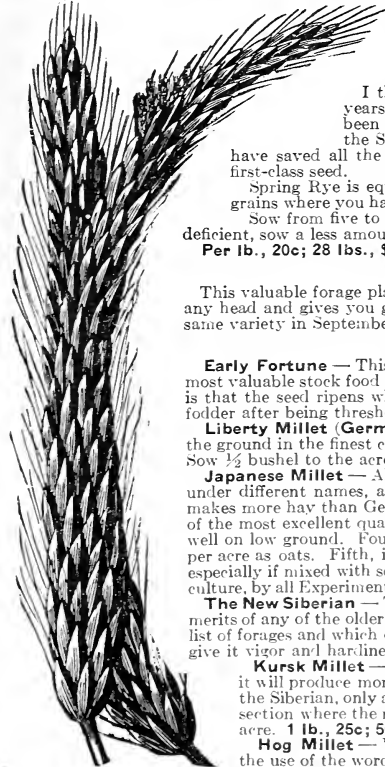 I th
years
been
the S
have saved all the
first-class seed.
Spring Rye is eq
grains where you ha
Sow from five to
deficient, sow a less amou
Per lb., 20c; 28 lbs., $
This valuable forage pl
any head and gives you g
same variety in Septembe
Early Fortune — This
most valuable stock food
is that the seed ripens w
fodder after being thresh
Liberty Millet (Germ
the ground in the finest c
Sow ½ bushel to the acre
Japanese Millet — A
under different names, a
makes more hay than Ge
of the most excellent qua
well on low ground. Fou
per acre as oats. Fifth, i
especially if mixed with s
culture, by all Experimen
The New Siberian — T
merits of any of the older
list of forages and which
give it vigor and hardine
Kursk Millet —
it will produce mor
the Siberian, only a
section where the r
acre. 1 lb., 25c; 5
Hog Millet —
the use of the word